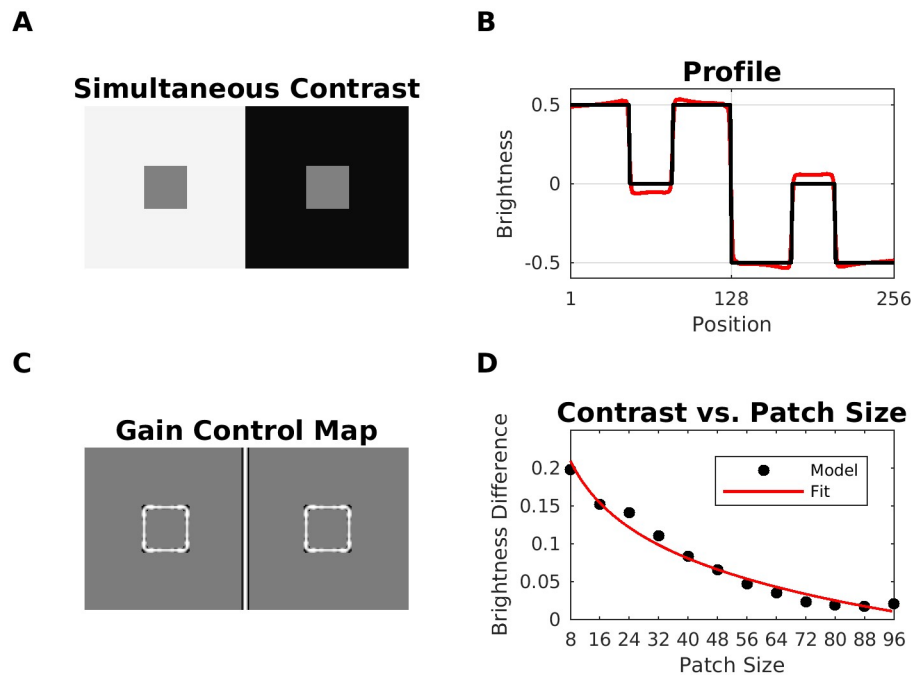 A
Simultaneous Contrast
B
Profile
Brightness
0.5
0
-0.5
1
128
256
Position
C
Gain Control Map
D
Contrast vs. Patch Size
Brightness Difference
0.2
0.15
0.1
0.05
0
Model
Fit
8 16 24 32 40 48 56 64 72 80 88 96
Patch Size